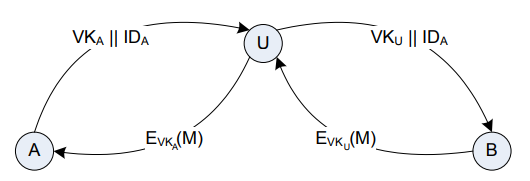 VKA || IDA
U
VKU || IDA
EVKA(M)
EVKU(M)
A
B